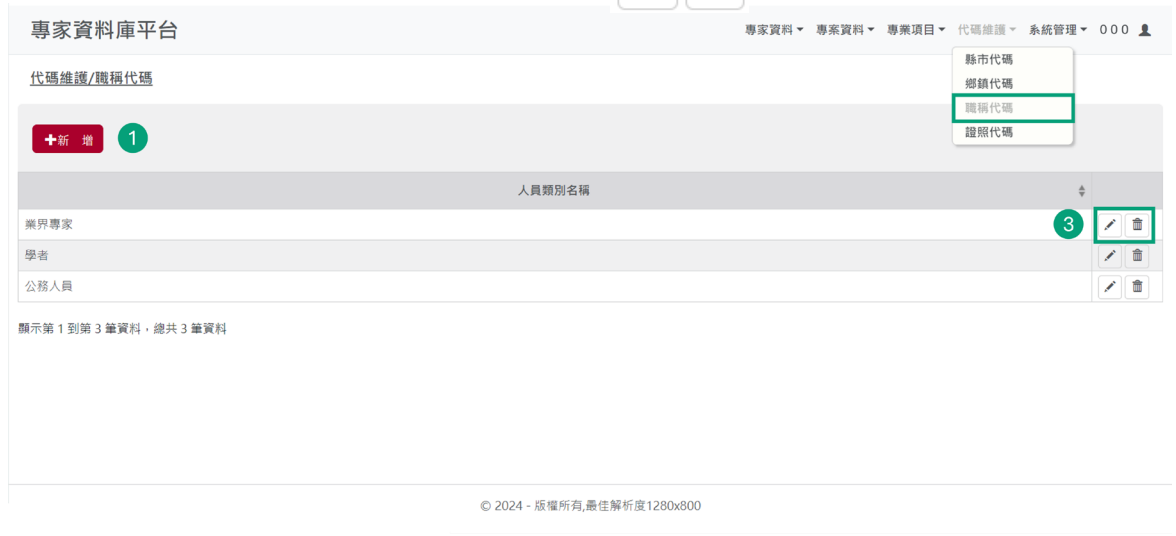 專家資料庫平台
專家資料 專案資料 專業項目 代碼維護 系統管理 000
縣市代碼
鄉鎮代碼
職稱代碼
證照代碼
代碼維護/職稱代碼
新 增 1
人員類別名稱
業界專家 3
學者
公務人員
顯示第 1 到第 3 筆資料，總共 3 筆資料
© 2024 - 版權所有,最佳解析度1280x800